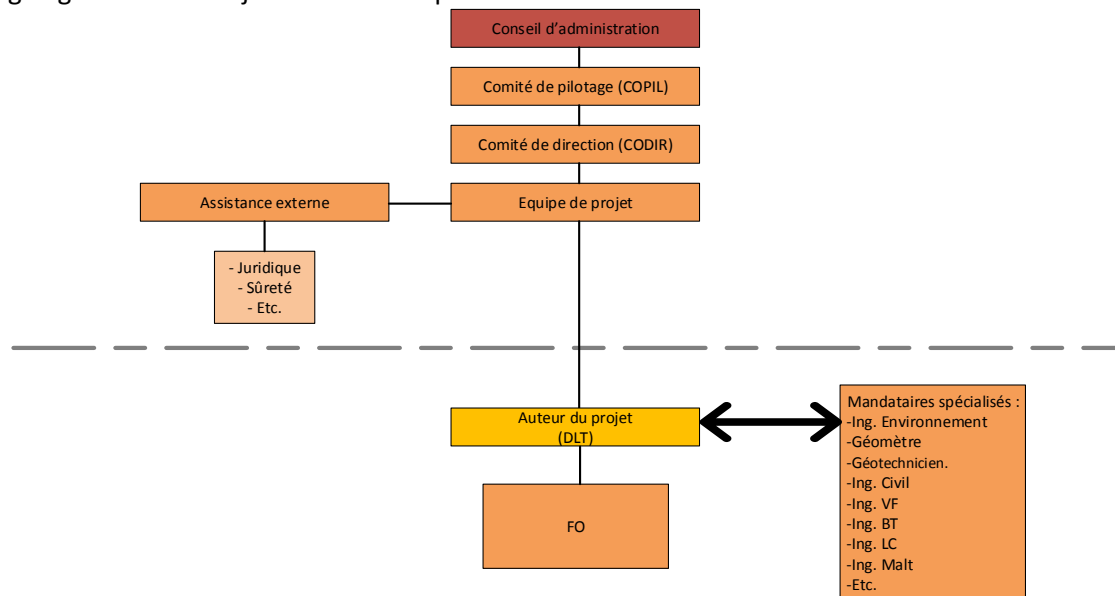 Conseil d'administration
Comité de pilotage (COPIL)
Comité de direction (CODIR)
Assistance externe
Equipe de projet
- Juridique
- Sûreté
- Etc.
Auteur du projet
(DLT)
Mandataires spécialisés :
-Ing. Environnement
-Géomètre
-Géotechnicien.
-Ing. Civil
-Ing. VF
-Ing. BT
-Ing. LC
-Ing. Malt
-Etc.
FO